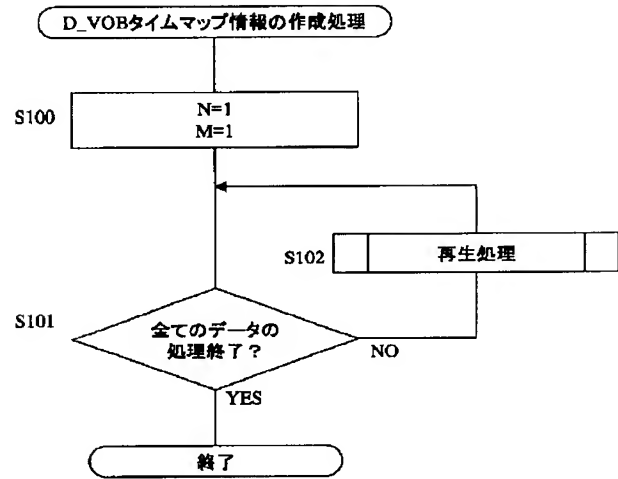 D_VOBタイムマップ情報の作成処理
S100
N=1
M=1
S102
再生処理
S101
全てのデータの
処理終了？
NO
YES
終了